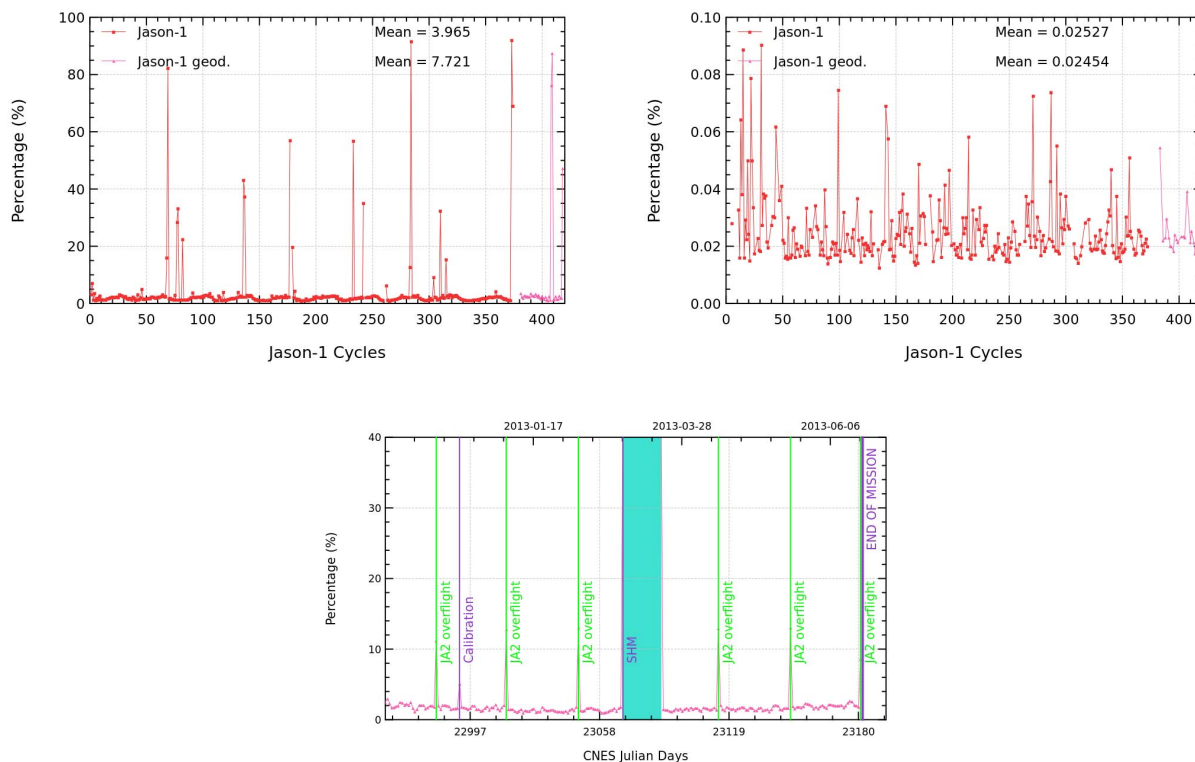 100
80
60
40
20
0
Percentage (%)
Jason-1 Mean = 3.965
Jason-1 geod. Mean = 7.721
0 50 100 150 200 250 300 350 400
Jason-1 Cycles
0.10
0.08
0.06
0.04
0.02
0.00
Percentage (%)
Jason-1 Mean = 0.02527
Jason-1 geod. Mean = 0.02454
0 50 100 150 200 250 300 350 400
Jason-1 Cycles
2013-01-17 2013-03-28 2013-06-06
40
30
20
10
0
Percentage (%)
JA2 overflight
Calibration
JA2 overflight
JA2 overflight
SHM
JA2 overflight
JA2 overflight
JA2 overflight
END OF MISSION
22997 23058 23119 23180
CNES Julian Days